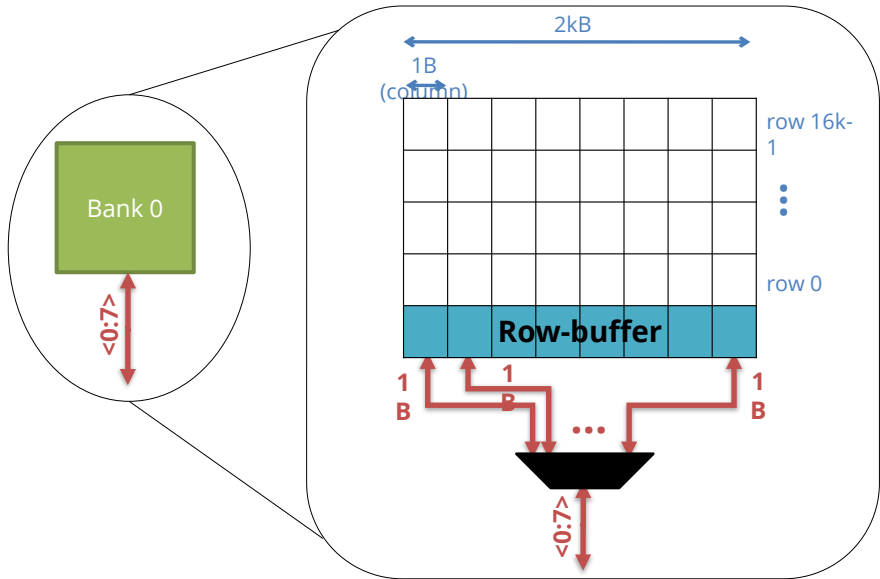 2kB
1B
(column)
row 16k-
1
Bank 0
row 0
<0:7>
Row-buffer
1
B
1
B
1
B
<0:7>